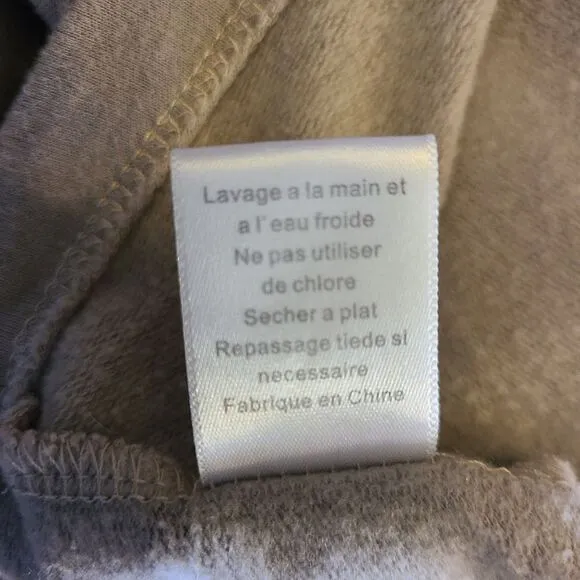 Lavage a la main et
a l' eau froide
Ne pas utiliser
de chlore
Secher a plat
Repassage tiede si
necessaire
Fabrique en Chine